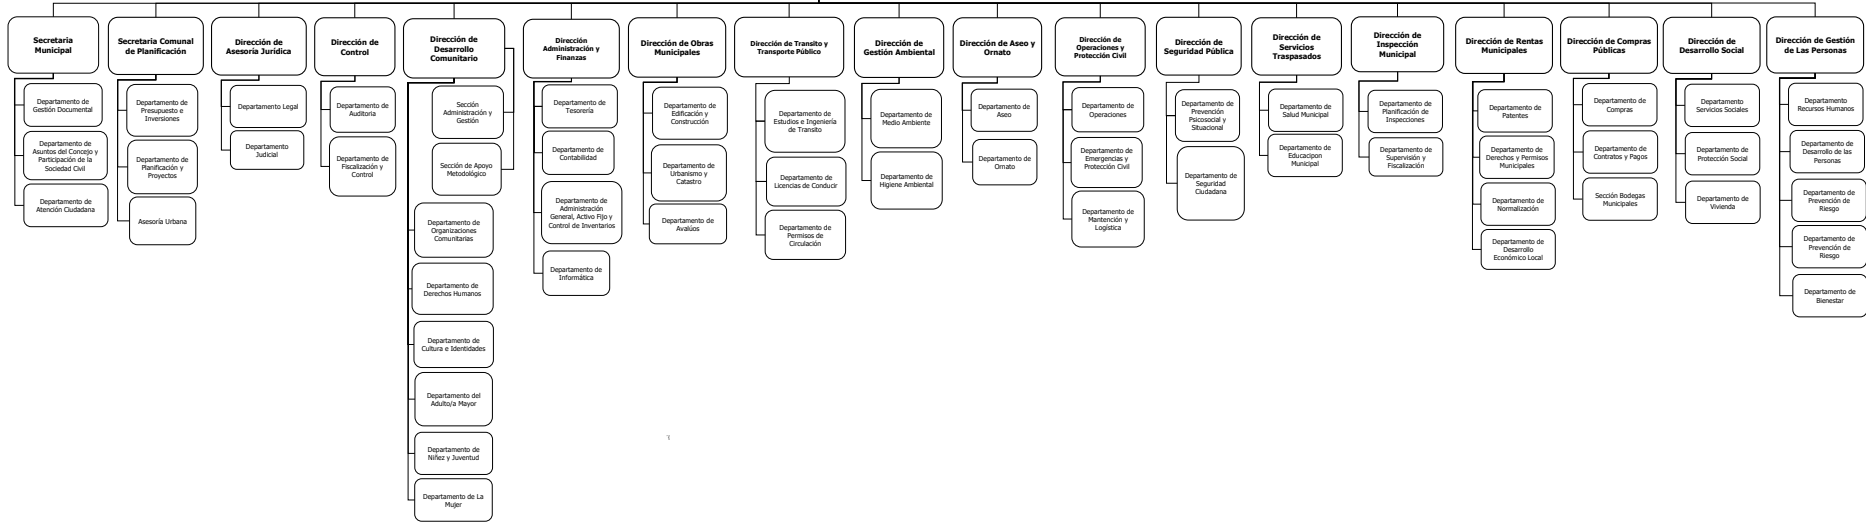 Secretaria
Municipal
Departamento de
Gestión Documental
Departamento de
Asuntos del Concejo y
Participación de la
Sociedad Civil
Departamento de
Atención Ciudadana
Secretaria Comunal
de Planificación
Departamento de
Presupuesto e
Inversiones
Departamento de
Planificación y
Proyectos
Asesoría Urbana
Dirección de
Asesoría Jurídica
Departamento Legal
Departamento
Judicial
Dirección de
Control
Departamento de
Auditoria
Departamento de
Fiscalización y
Control
Dirección de
Desarrollo
Comunitario
Sección
Administración y
Gestión
Sección de Apoyo
Metodológico
Departamento de
Organizaciones
Comunitarias
Departamento de
Derechos Humanos
Departamento de
Cultura e Identidades
Departamento del
Adulto/a Mayor
Departamento de
Niñez y Juventud
Departamento de La
Mujer
Dirección
Administración y
Finanzas
Departamento de
Tesorería
Departamento de
Contabilidad
Departamento de
Administración
General, Activo Fijo y
Control de Inventarios
Departamento de
Informática
Dirección de Obras
Municipales
Departamento de
Edificación y
Construcción
Departamento de
Urbanismo y
Catastro
Departamento de
Avalúos
Dirección de Transito y
Transporte Público
Departamento de
Estudios e Ingeniería
de Transito
Departamento de
Licencias de Conducir
Departamento de
Permisos de
Circulación
Dirección de
Gestión Ambiental
Departamento de
Medio Ambiente
Departamento de
Higiene Ambiental
Dirección de Aseo y
Ornato
Departamento de
Aseo
Departamento de
Ornato
Dirección de
Operaciones y
Protección Civil
Departamento de
Operaciones
Departamento de
Emergencias y
Protección Civil
Departamento de
Mantención y
Logística
Dirección de
Seguridad Pública
Departamento de
Prevención
Psicosocial y
Situacional
Departamento de
Seguridad
Ciudadana
Dirección de
Servicios
Traspasados
Departamento de
Salud Municipal
Departamento de
Educacipon
Municipal
Dirección de
Inspección
Municipal
Departamento de
Planificación de
Inspecciones
Departamento de
Supervisión y
Fiscalización
Dirección de Rentas
Municipales
Departamento de
Patentes
Departamento de
Derechos y Permisos
Municipales
Departamento de
Normalización
Departamento de
Desarrollo
Económico Local
Dirección de Compras
Públicas
Departamento de
Compras
Departamento de
Contratos y Pagos
Sección Bodegas
Municipales
Dirección de
Desarrollo Social
Departamento
Servicios Sociales
Departamento de
Protección Social
Departamento de
Vivienda
Dirección de Gestión
de Las Personas
Departamento
Recursos Humanos
Departamento de
Desarrollo de las
Personas
Departamento de
Prevención de
Riesgo
Departamento de
Prevención de
Riesgo
Departamento de
Bienestar